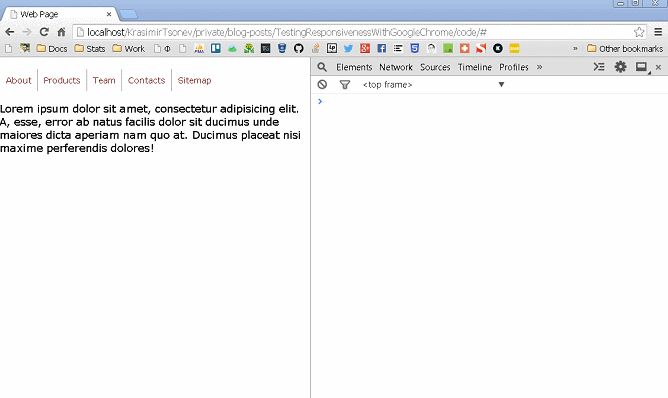 Web Page
localhost/KrasimirTsonev/private/blog-posts/TestingResponsivenessWithGoogleChrome/code/#
Docs Stats Work Φ » Other bookmarks
About Products Team Contacts Sitemap
Lorem ipsum dolor sit amet, consectetur adipisicing elit.
A, esse, error ab natus facilis dolor sit ducimus unde
maiores dicta aperiam nam quo at. Ducimus placeat nisi
maxime perferendis dolores!
Elements Network Sources Timeline Profiles »
<top frame>